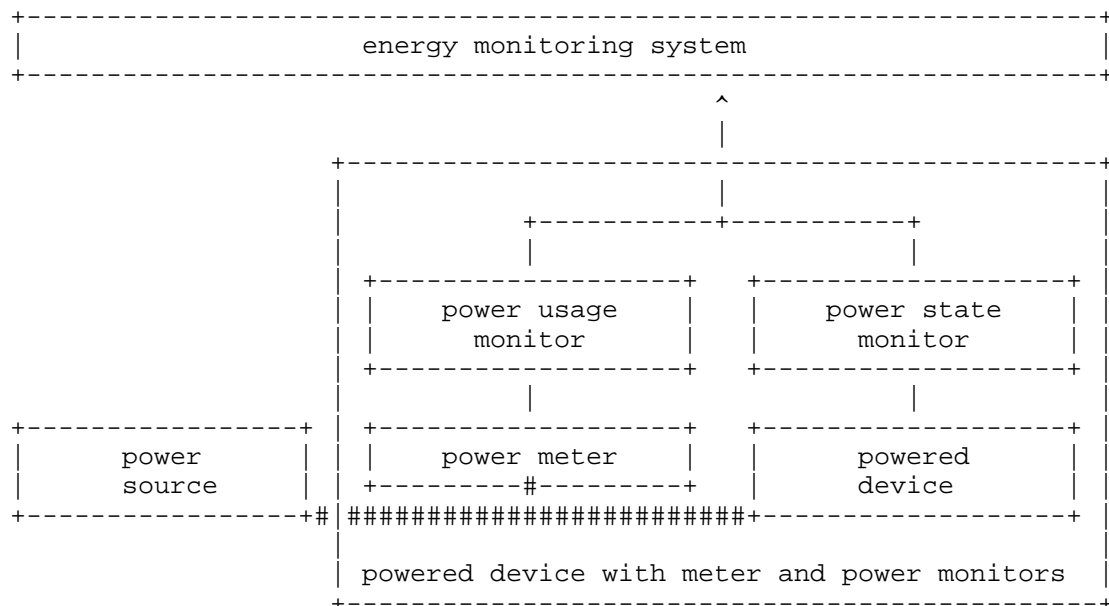 energy monitoring system
power usage power state
monitor monitor
power power meter powered
source device
powered device with meter and power monitors